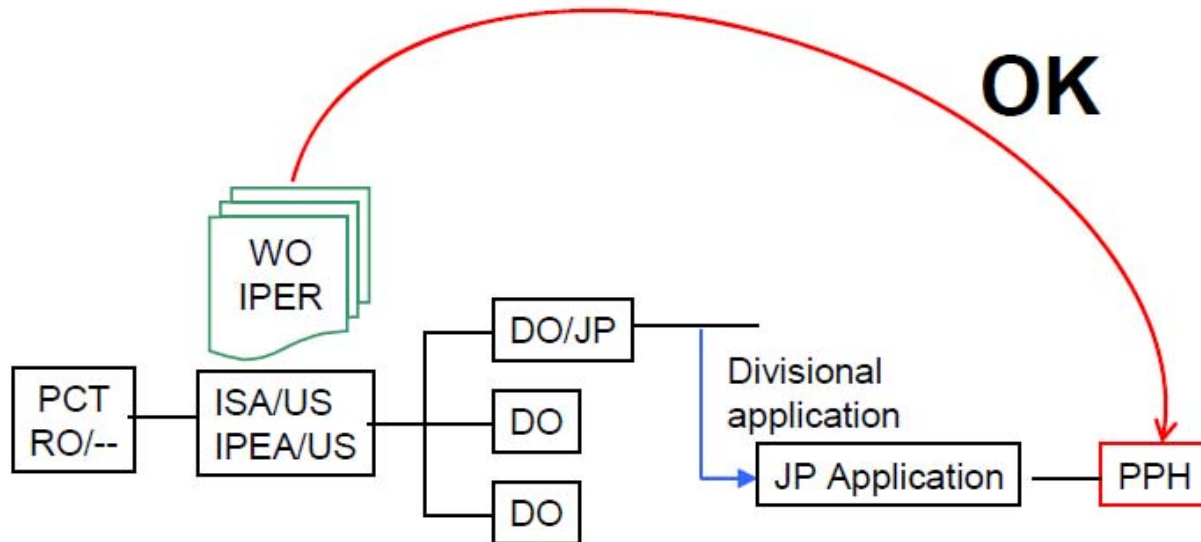 OK
WO
IPER
DO/JP
PCT
RO/--
ISA/US
IPEA/US
DO
DO
Divisional
application
JP Application
PPH